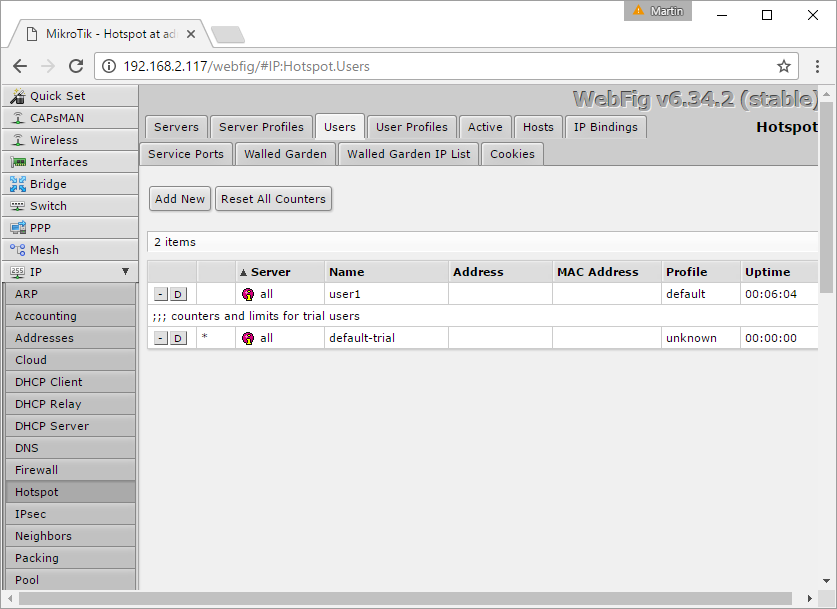 Martin
MikroTik - Hotspot at ad
192.168.2.117/webfig/#IP:Hotspot.Users
WebFig v6.34.2 (stable)
Quick Set
CAPsMAN
Wireless
Interfaces
Bridge
Switch
PPP
Mesh
IP
ARP
Accounting
Addresses
Cloud
DHCP Client
DHCP Relay
DHCP Server
DNS
Firewall
Hotspot
IPsec
Neighbors
Packing
Pool
Servers Server Profiles Users User Profiles Active Hosts IP Bindings Hotspot
Service Ports Walled Garden Walled Garden IP List Cookies
Add New Reset All Counters
2 items
Server Name Address MAC Address Profile Uptime
- D all user1 default 00:06:04
;;; counters and limits for trial users
- D * all default-trial unknown 00:00:00